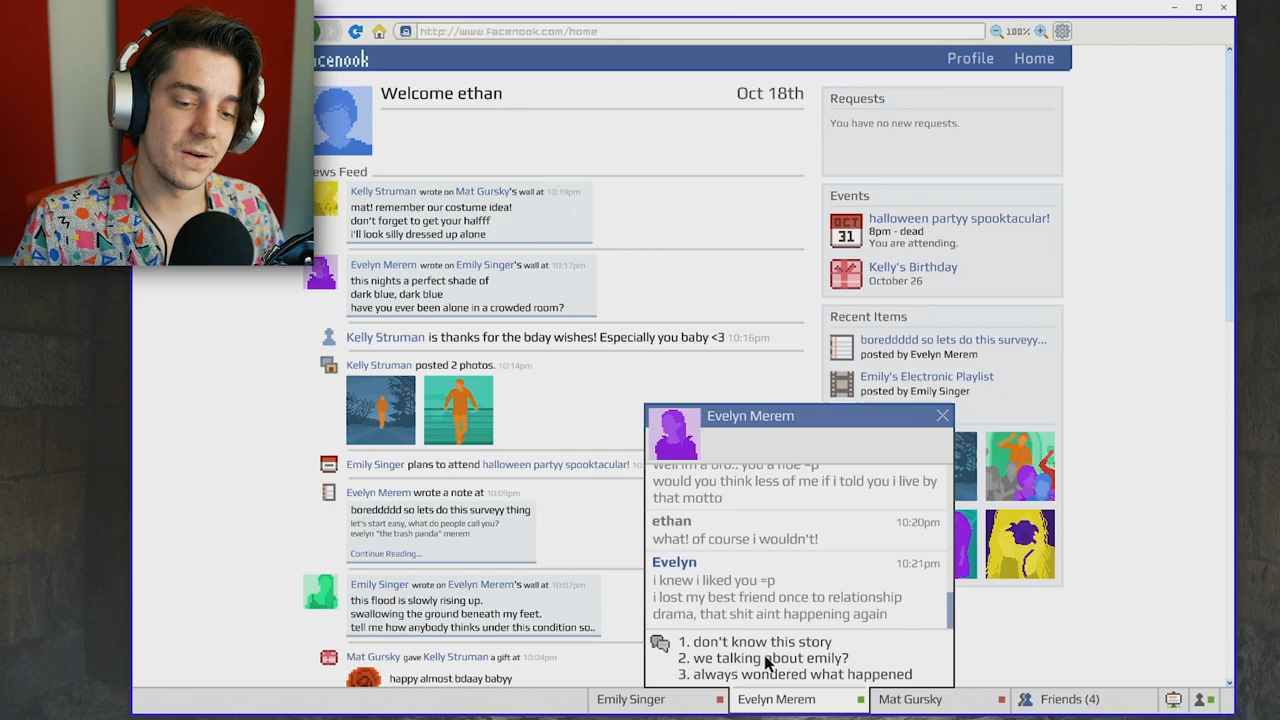 http://www.Facenook.com/home
100%
Profile
Home
Welcome ethan
Oct 18th
Kelly Struman wrote on Mat Gursky's wall at 10:19pm
mat! remember our costume idea!
don't forget to get your halfff
i'll look silly dressed up alone
Evelyn Merem wrote on Emily Singer's wall at 10:17pm
this nights a perfect shade of
dark blue, dark blue
have you ever been alone in a crowded room?
Kelly Struman is thanks for the bday wishes! Especially you baby <3 10:16pm
Kelly Struman posted 2 photos. 10:14pm
Emily Singer plans to attend halloween partyy spooktacular!
Evelyn Merem wrote a note at 10:09pm
boreddddd so lets do this surveyy thing
let's start easy, what do people call you?
evelyn "the trash panda" merem
Continue Reading...
Emily Singer wrote on Evelyn Merem's wall at 10:07pm
this flood is slowly rising up.
swallowing the ground beneath my feet.
tell me how anybody thinks under this condition so..
Mat Gursky gave Kelly Struman a gift at 10:04pm
happy almost bdaay babyy
Requests
You have no new requests.
Events
OCT
31
halloween partyy spooktacular!
8pm - dead
You are attending.
Kelly's Birthday
October 26
Recent Items
boreddddd so lets do this surveyy...
posted by Evelyn Merem
Emily's Electronic Playlist
posted by Emily Singer
Evelyn Merem
would you think less of me if i told you i live by
that motto
ethan 10:20pm
what! of course i wouldn't!
Evelyn 10:21pm
i knew i liked you =p
i lost my best friend once to relationship
drama, that shit aint happening again
1. don't know this story
2. we talking about emily?
3. always wondered what happened
Emily Singer
Evelyn Merem
Mat Gursky
Friends (4)